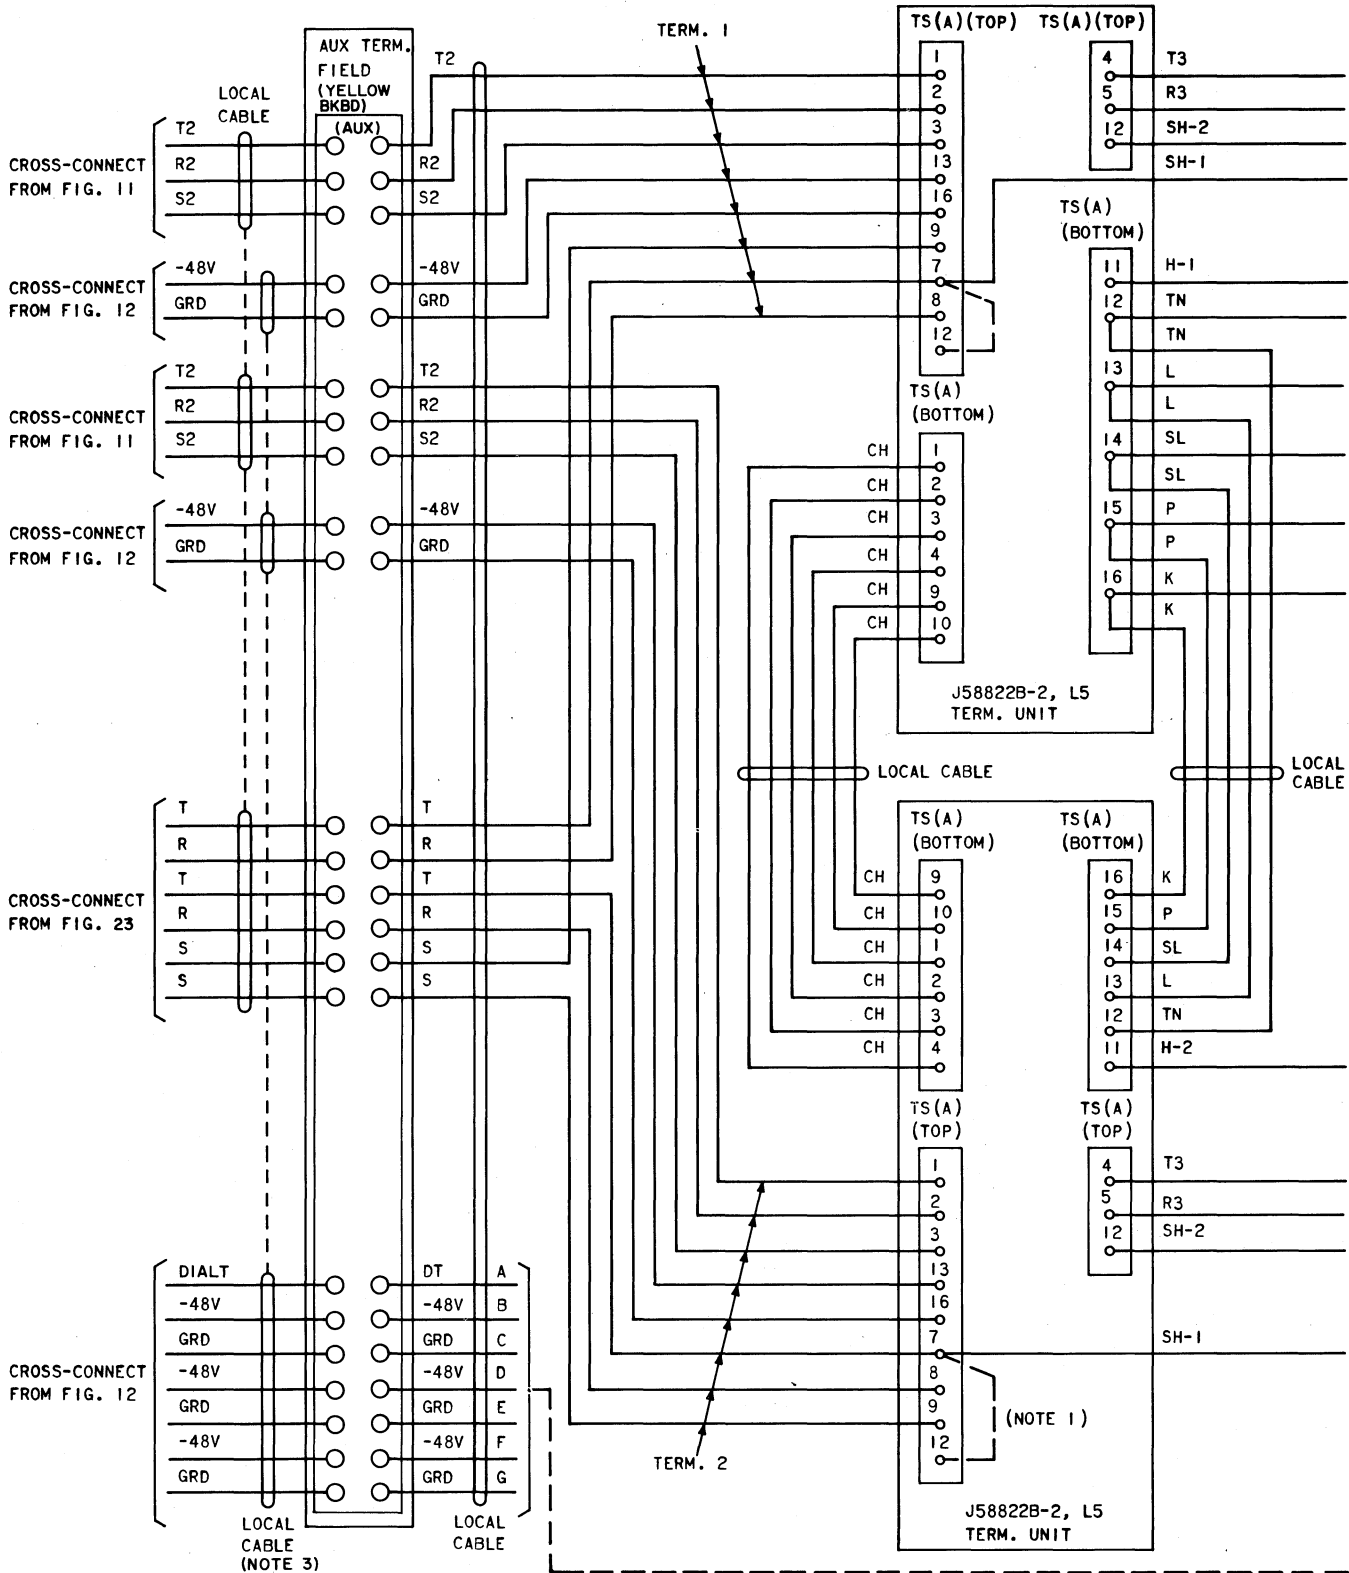 AUX TERM.
FIELD
(YELLOW
BKBD)
(AUX)
LOCAL
CABLE
CROSS-CONNECT
FROM FIG. 11
T2
R2
S2
CROSS-CONNECT
FROM FIG. 12
-48V
GRD
CROSS-CONNECT
FROM FIG. 11
T2
R2
S2
CROSS-CONNECT
FROM FIG. 12
-48V
GRD
CROSS-CONNECT
FROM FIG. 23
T
R
T
R
S
S
CROSS-CONNECT
FROM FIG. 12
DIALT
-48V
GRD
-48V
GRD
-48V
GRD
LOCAL
CABLE
(NOTE 3)
T2
R2
S2
-48V
GRD
T2
R2
S2
-48V
GRD
T
R
T
R
S
S
DT A
-48V B
GRD C
-48V D
GRD E
-48V F
GRD G
LOCAL
CABLE
TERM. 1
TERM. 2
TS(A)(TOP)
1
2
3
13
16
9
7
8
12
TS(A)
(BOTTOM)
CH 1
CH 2
CH 3
CH 4
CH 9
CH 10
TS(A)(TOP)
4 T3
5 R3
12 SH-2
SH-1
TS(A)
(BOTTOM)
11 H-1
12 TN
TN
13 L
L
14 SL
SL
15 P
P
16 K
K
J58822B-2, L5
TERM. UNIT
LOCAL CABLE
LOCAL
CABLE
TS(A)
(BOTTOM)
CH 9
CH 10
CH 1
CH 2
CH 3
CH 4
TS(A)
(BOTTOM)
16 K
15 P
14 SL
13 L
12 TN
11 H-2
TS(A)
(TOP)
1
2
3
13
16
7
8
9
12
TS(A)
(TOP)
4 T3
5 R3
12 SH-2
SH-1
(NOTE 1)
J58822B-2, L5
TERM. UNIT